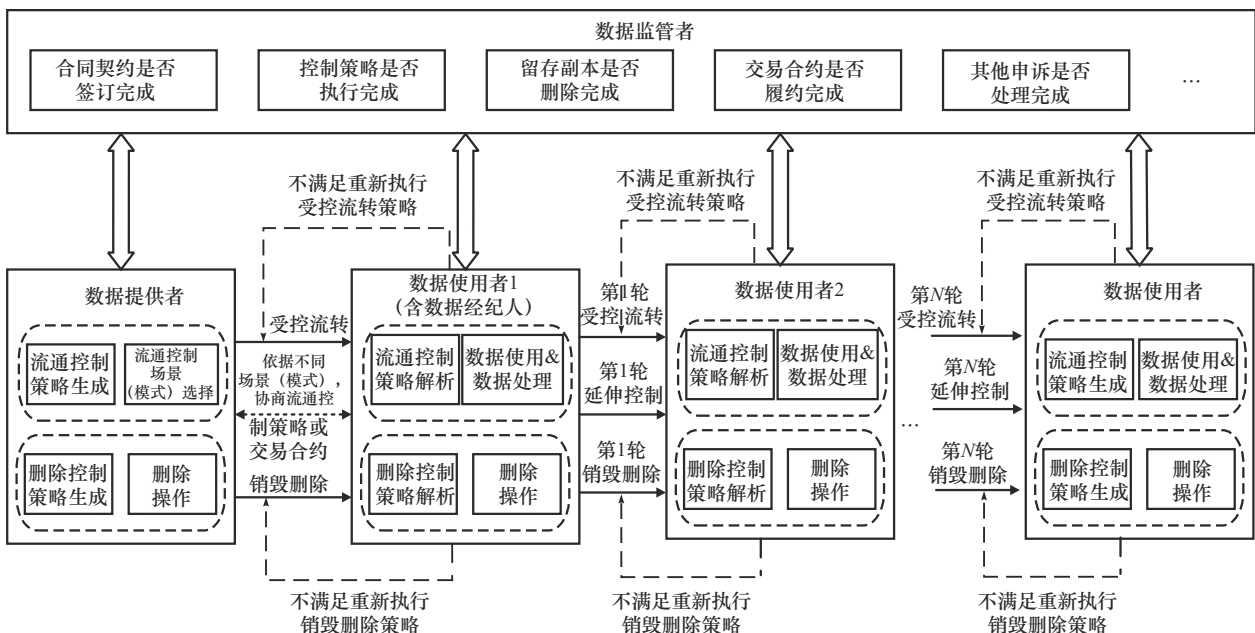 数据监管者
合同契约是否
签订完成
控制策略是否
执行完成
留存副本是否
删除完成
交易合约是否
履约完成
其他申诉是否
处理完成
…
不满足重新执行
受控流转策略
不满足重新执行
受控流转策略
不满足重新执行
受控流转策略
数据提供者
流通控制
策略生成
流通控制
场景
(模式）选择
删除控制
策略生成
删除
操作
受控流转
依据不同
场景（模式），
协商流通控
制策略或
交易合约
销毁删除
数据使用者1
(含数据经纪人)
流通控制
策略解析
数据使用&
数据处理
删除控制
策略解析
删除
操作
第1轮
受控流转
第1轮
延伸控制
第1轮
销毁删除
数据使用者2
流通控制
策略解析
数据使用&
数据处理
删除控制
策略解析
删除
操作
…
第N轮
受控流转
第N轮
延伸控制
第N轮
销毁删除
数据使用者
流通控制
策略生成
数据使用&
数据处理
删除控制
策略生成
删除
操作
不满足重新执行
销毁删除策略
不满足重新执行
销毁删除策略
不满足重新执行
销毁删除策略